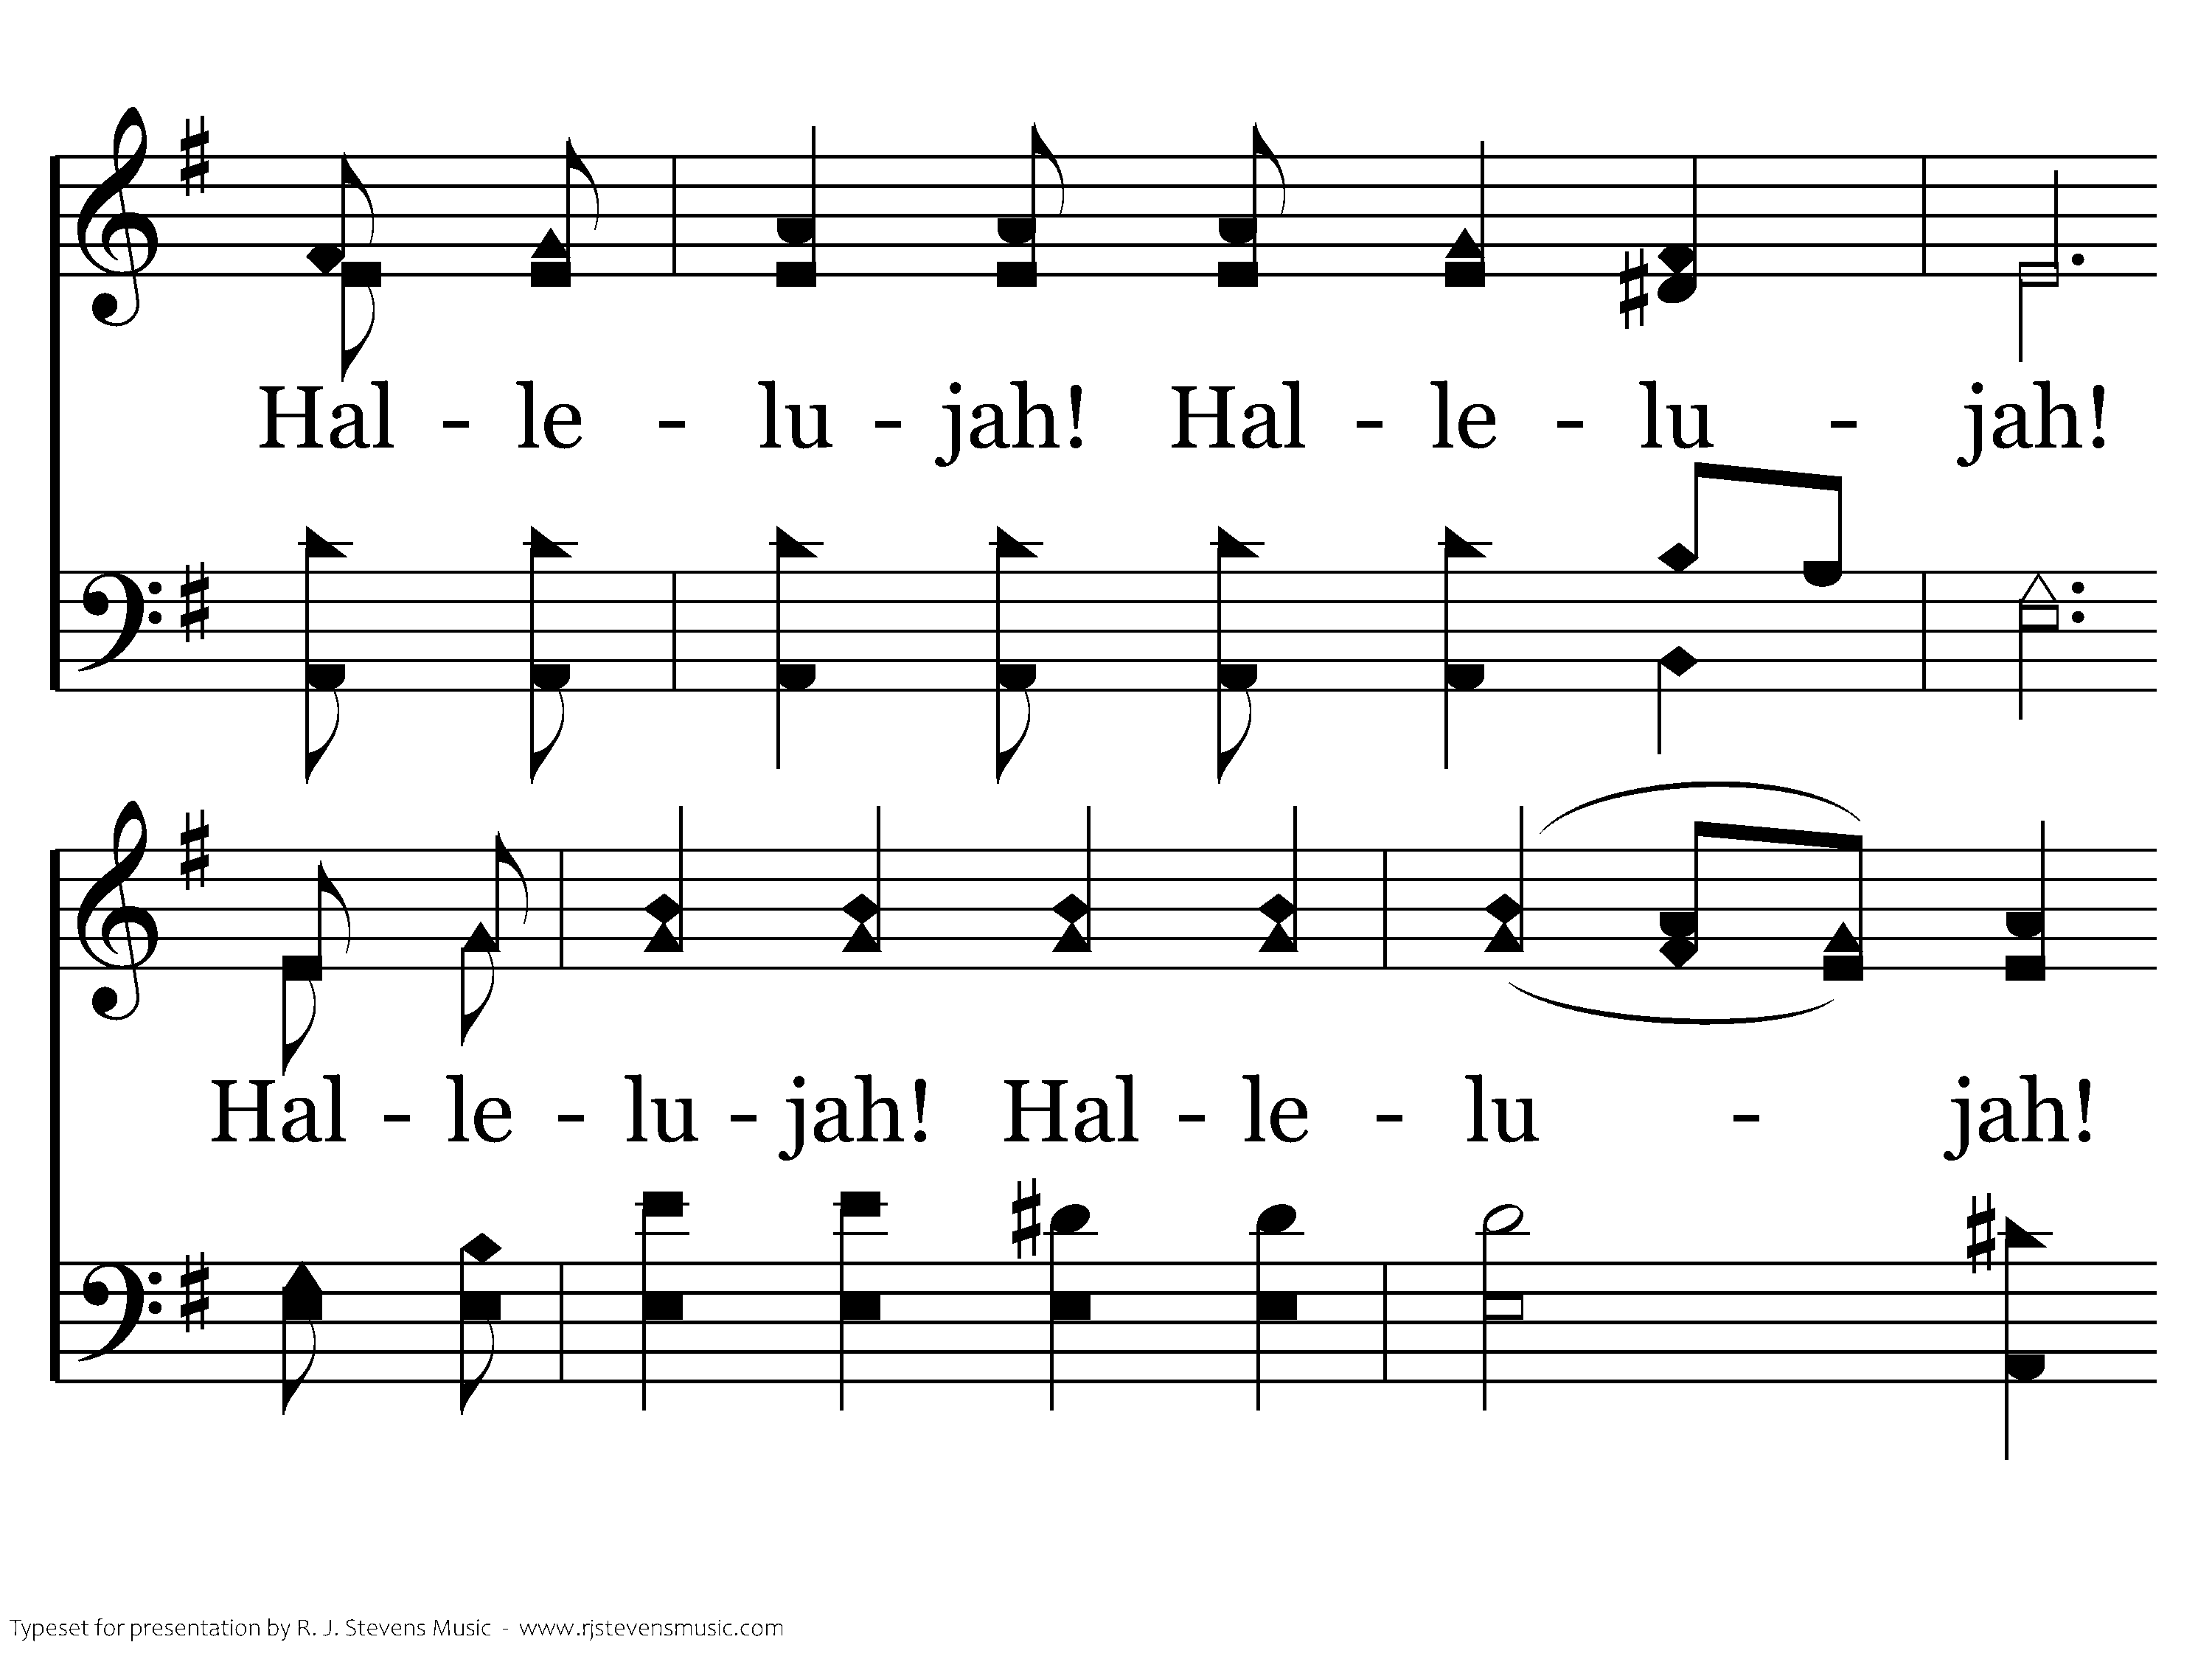 Hal - le - lu - jah! Hal - le - lu - jah!
Hal - le - lu - jah! Hal - le - lu - jah!
Typeset for presentation by R. J. Stevens Music - www.rjstevensmusic.com